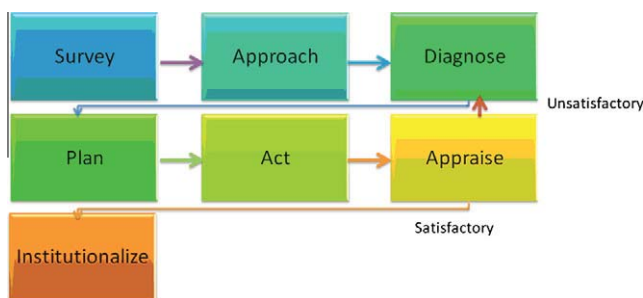 Survey
Approach
Diagnose
Unsatisfactory
Plan
Act
Appraise
Satisfactory
Institutionalize